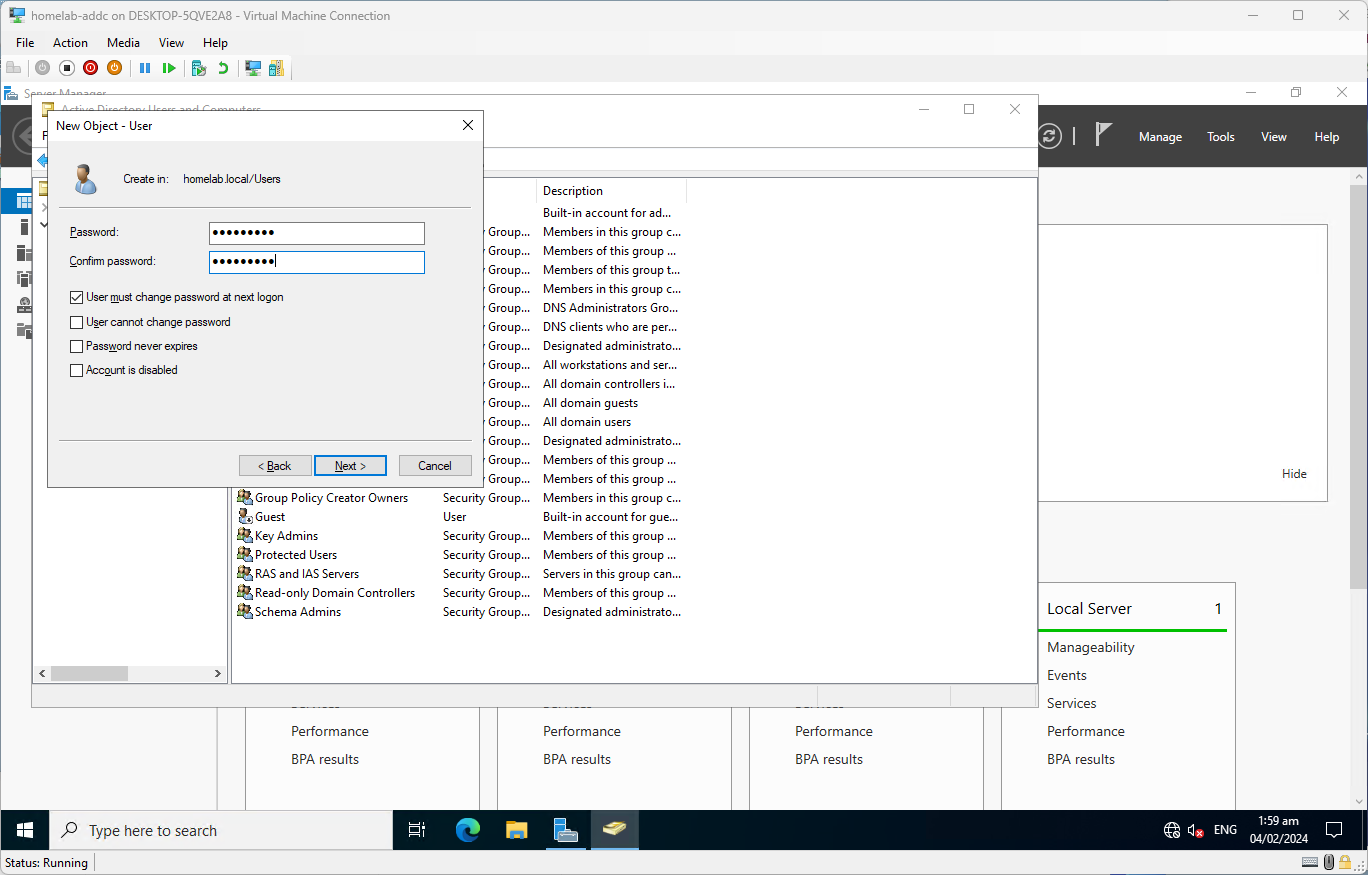 homelab-addc on DESKTOP-5QVE2A8 - Virtual Machine Connection
File Action Media View Help
Server Manager
Active Directory Users and Computers
New Object - User
Manage Tools View Help
Create in: homelab.local/Users
Description
Built-in account for ad...
Password:
Group... Members in this group c...
Group... Members of this group ...
Confirm password:
Group... Members of this group t...
Group... Members in this group c...
User must change password at next logon
Group... DNS Administrators Gro...
User cannot change password
Group... DNS clients who are per...
Password never expires
Group... Designated administrato...
Account is disabled
Group... All workstations and ser...
Group... All domain controllers i...
Group... All domain guests
Group... All domain users
Group... Designated administrato...
Group... Members of this group ...
< Back Next > Cancel
Group... Members of this group ...
Hide
Group Policy Creator Owners Security Group... Members in this group c...
Guest User Built-in account for gue...
Key Admins Security Group... Members of this group ...
Protected Users Security Group... Members of this group ...
RAS and IAS Servers Security Group... Servers in this group can...
Read-only Domain Controllers Security Group... Members of this group ...
Schema Admins Security Group... Designated administrato...
Local Server 1
Manageability
Events
Services
Performance Performance Performance Performance
BPA results BPA results BPA results BPA results
Type here to search
ENG
1:59 am
04/02/2024
Status: Running